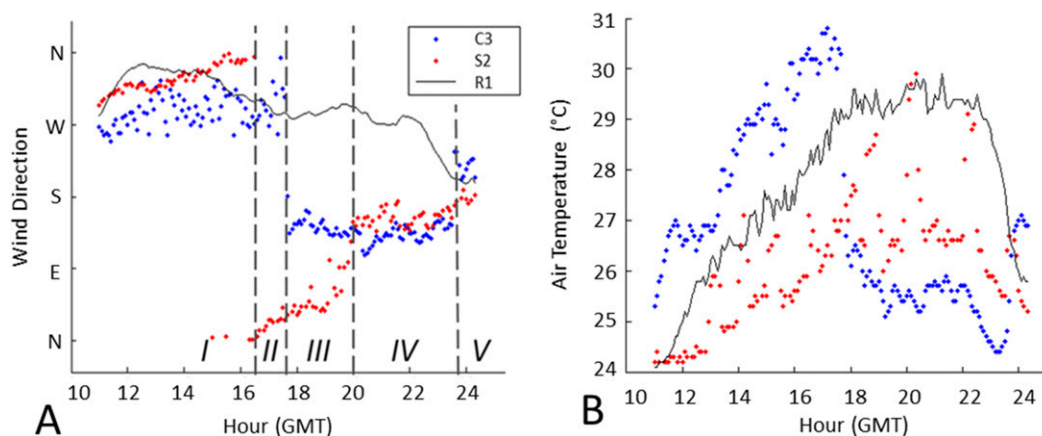 C3
S2
R1
Wind Direction
N
W
S
E
N
I II III IV V
10 12 14 16 18 20 22 24
Hour (GMT)
A
Air Temperature (°C)
31
30
29
28
27
26
25
24
10 12 14 16 18 20 22 24
Hour (GMT)
B